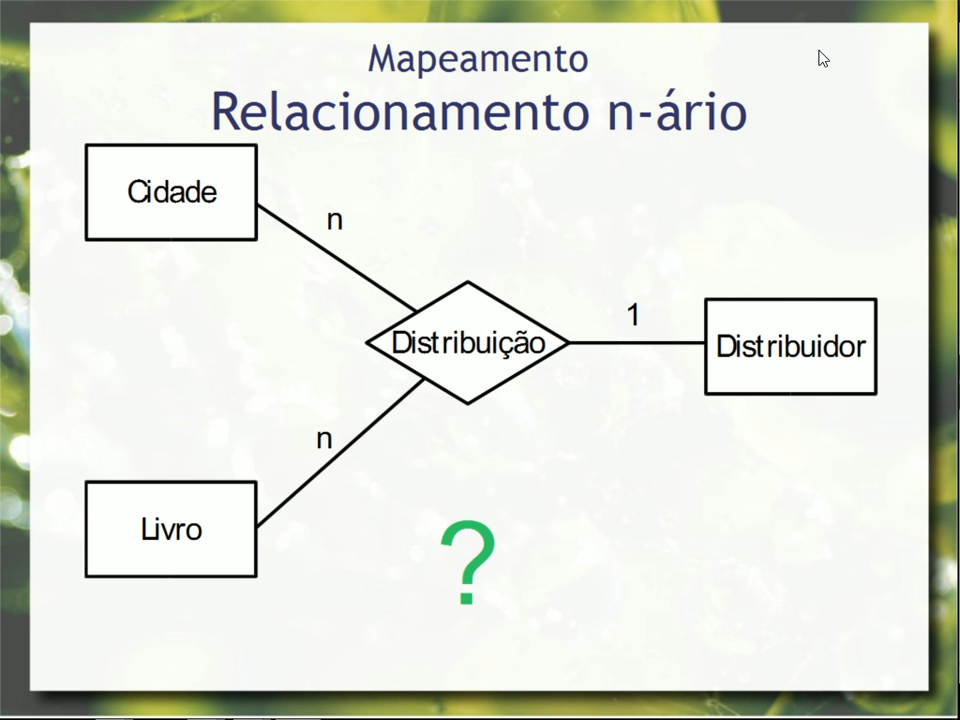 Mapeamento
Relacionamento n-ário
Cidade
n
Distribuição
1
Distribuidor
n
Livro
?